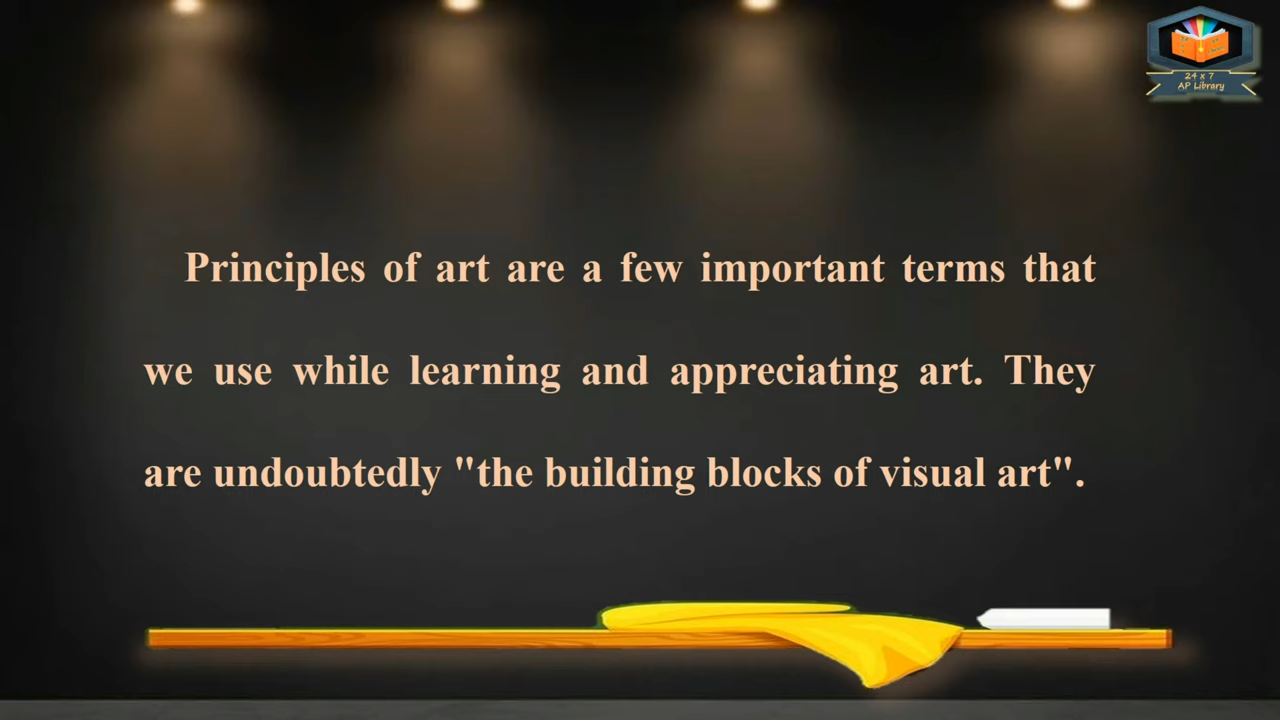 24 x 7
AP Library
Principles of art are a few important terms that
we use while learning and appreciating art. They
are undoubtedly "the building blocks of visual art".